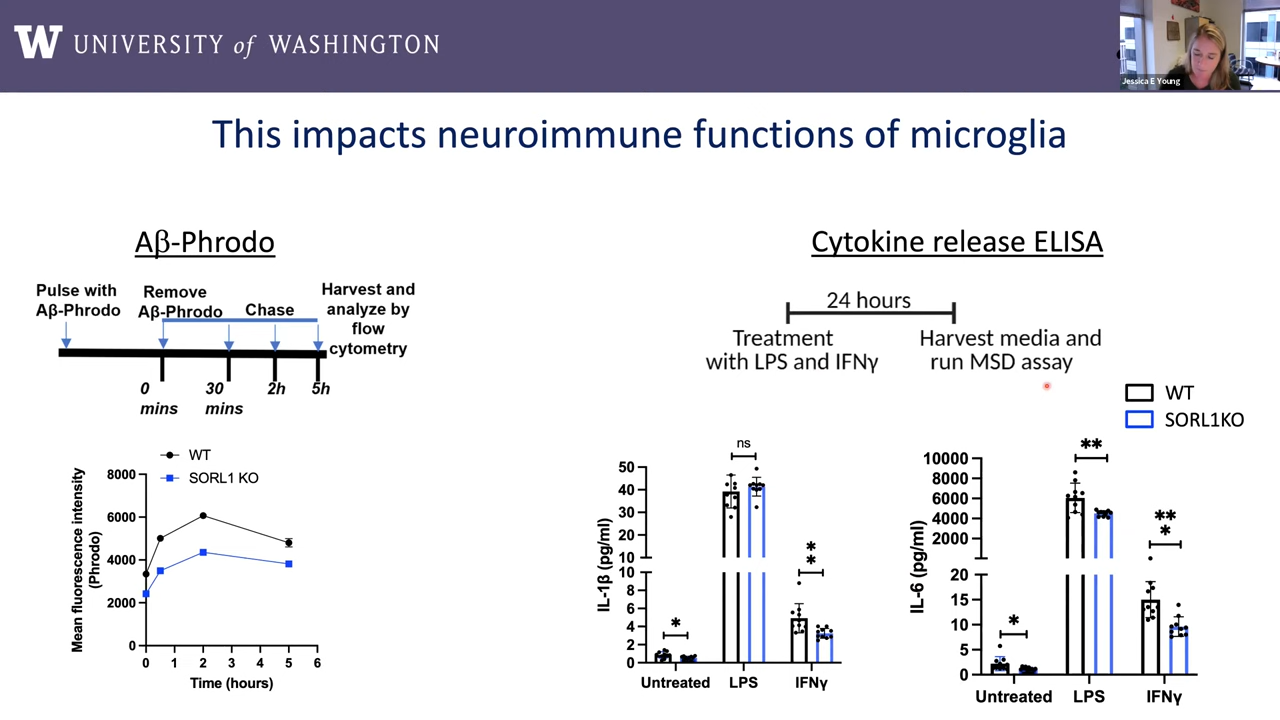 W UNIVERSITY of WASHINGTON
Jessica E Young
This impacts neuroimmune functions of microglia
Aβ-Phrodo
Pulse with
Aβ-Phrodo
Remove
Aβ-Phrodo
Chase
Harvest and
analyze by
flow
cytometry
0
mins
30
mins
2h
5h
WT
SORL1 KO
Mean fluorescence intensity
(Phrodo)
8000
6000
4000
2000
0
0 1 2 3 4 5 6
Time (hours)
Cytokine release ELISA
24 hours
Treatment
with LPS and IFNγ
Harvest media and
run MSD assay
WT
SORL1KO
IL-1β (pg/ml)
50
40
30
20
10
10
8
6
4
2
0
*
ns
*
*
Untreated LPS IFNγ
IL-6 (pg/ml)
10000
8000
6000
4000
2000
20
15
10
5
0
*
**
**
*
Untreated LPS IFNγ